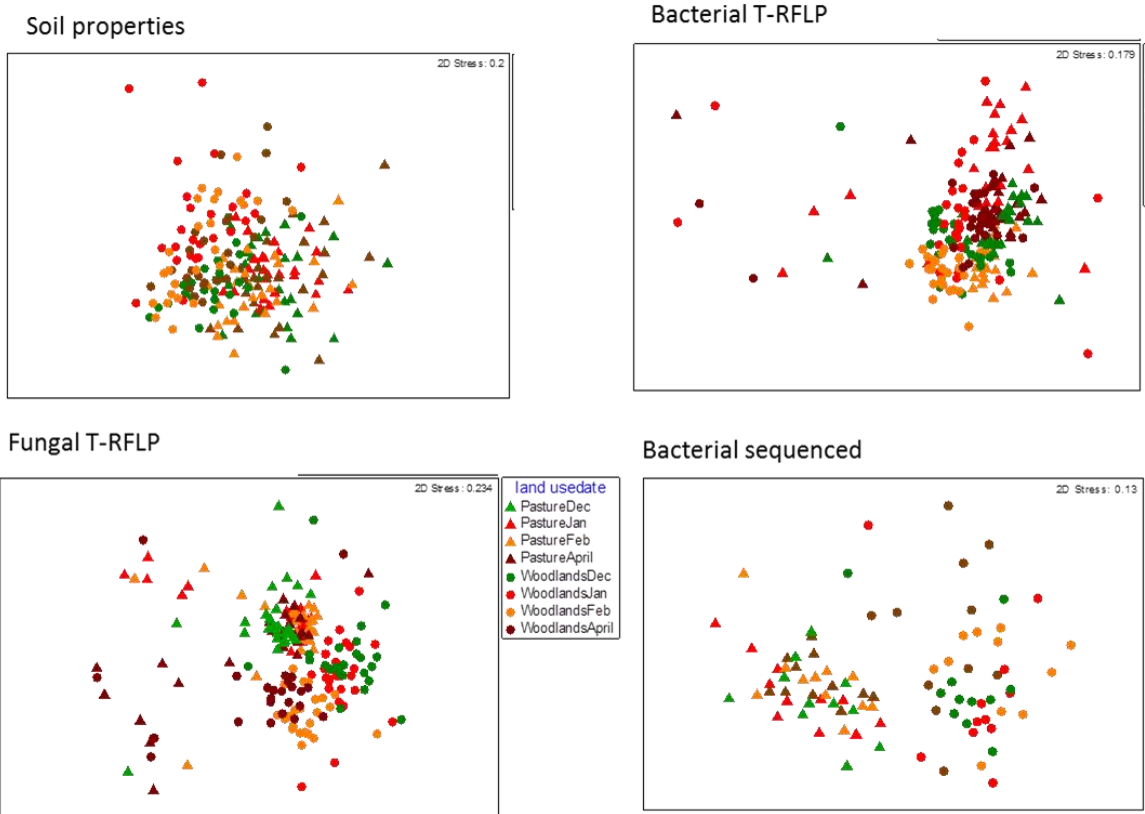 Soil properties
2D Stress: 0.2
Bacterial T-RFLP
2D Stress: 0.179
Fungal T-RFLP
2D Stress: 0.234
land usedate
PastureDec
PastureJan
PastureFeb
PastureApril
WoodlandsDec
WoodlandsJan
WoodlandsFeb
WoodlandsApril
Bacterial sequenced
2D Stress: 0.13